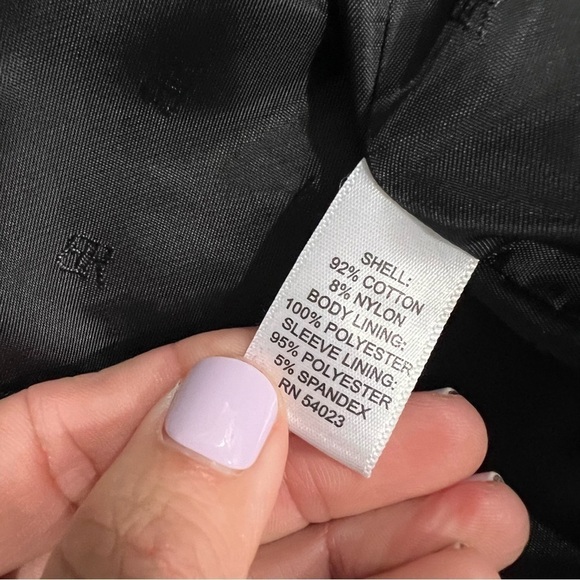 SHELL:
92% COTTON
8% NYLON
BODY LINING:
100% POLYESTER
SLEEVE LINING:
95% POLYESTER
5% SPANDEX
RN 54023